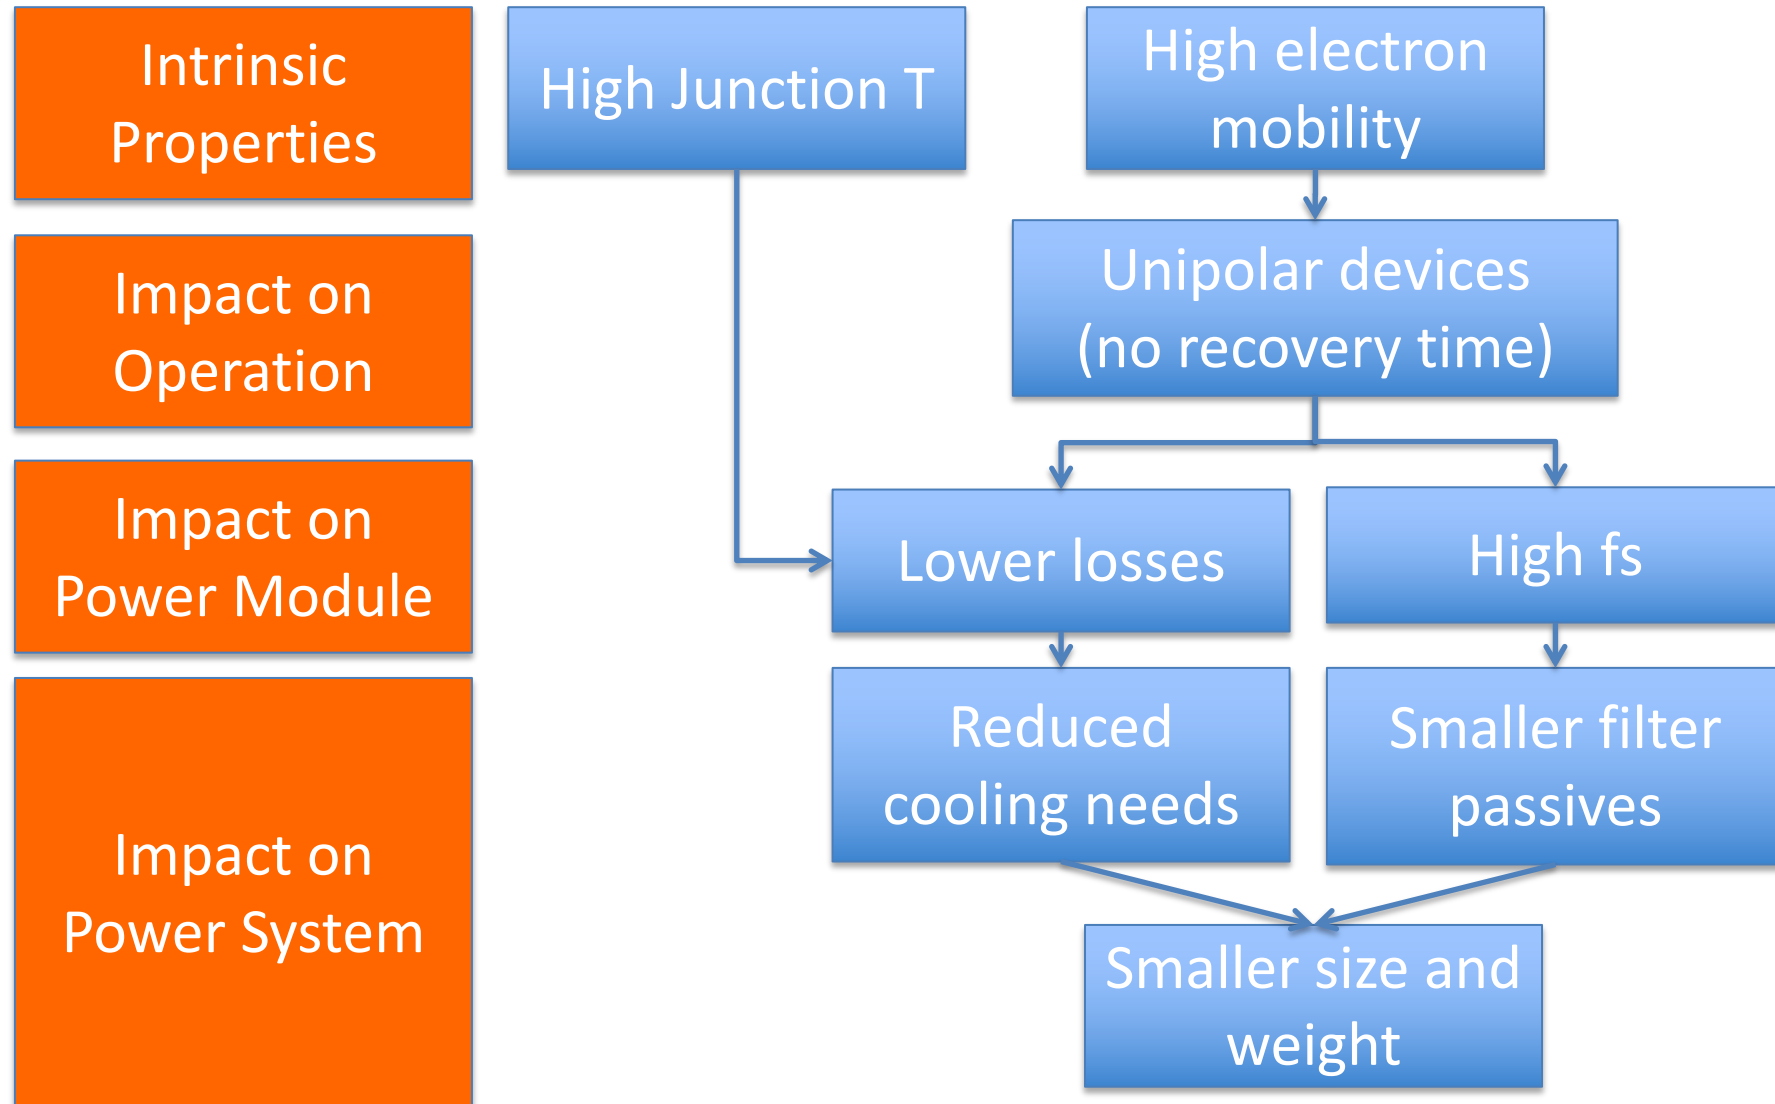 Intrinsic
Properties
High Junction T
High electron
mobility
Impact on
Operation
Unipolar devices
(no recovery time)
Impact on
Power Module
Lower losses
High fs
Impact on
Power System
Reduced
cooling needs
Smaller filter
passives
Smaller size and
weight